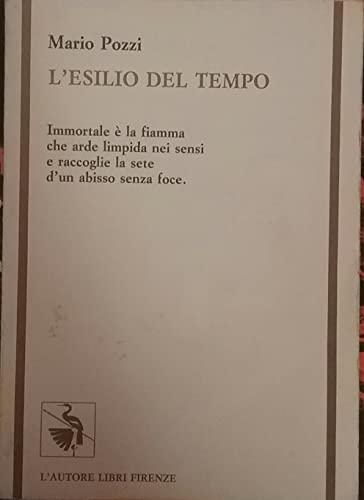 Mario Pozzi
L'ESILIO DEL TEMPO
Immortale è la fiamma
che arde limpida nei sensi
e raccoglie la sete
d'un abisso senza foce.
L'AUTORE LIBRI FIRENZE